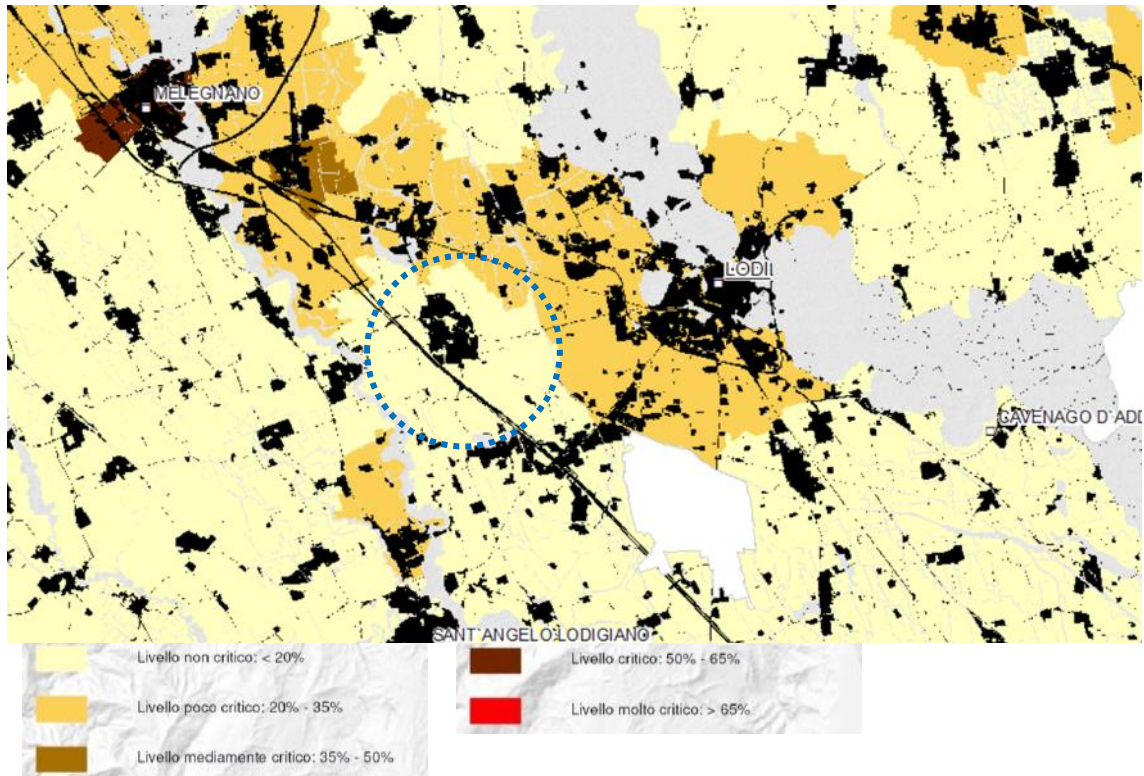 MELEGNANO
LODI
CAVENAGO D`ADD
SANT`ANGELO LODIGIANO
Livello non critico: < 20%
Livello poco critico: 20% - 35%
Livello mediamente critico: 35% - 50%
Livello critico: 50% - 65%
Livello molto critico: > 65%